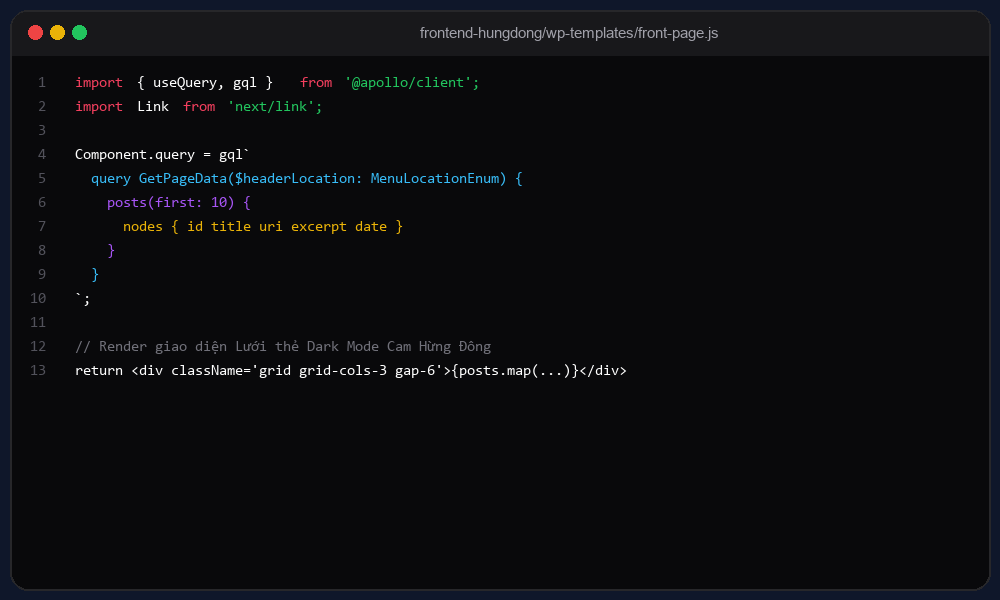 frontend-hungdong/wp-templates/front-page.js
1 import { useQuery, gql } from '@apollo/client';
2 import Link from 'next/link';
3
4 Component.query = gql`
5 query GetPageData($headerLocation: MenuLocationEnum) {
6 posts(first: 10) {
7 nodes { id title uri excerpt date }
8 }
9 }
10 `;
11
12 // Render giao diện Lưới thẻ Dark Mode Cam Hừng Đông
13 return <div className='grid grid-cols-3 gap-6'>{posts.map(...)}</div>